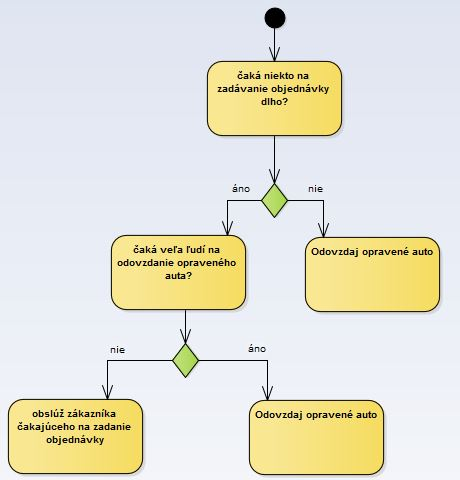 čaká niekto na
zadávanie objednávky
dlho?
áno
nie
čaká veľa ľudí na
odovzdanie opraveného
auta?
Odovzdaj opravené auto
nie
áno
obslúž zákazníka
čakajúceho na zadanie
objednávky
Odovzdaj opravené auto